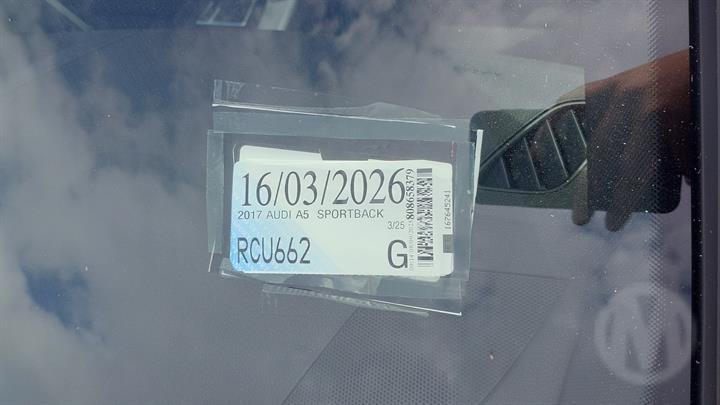 16/03/2026
2017 AUDI A5 SPORTBACK
3/25
RCU662
G
808658379
167645241
M